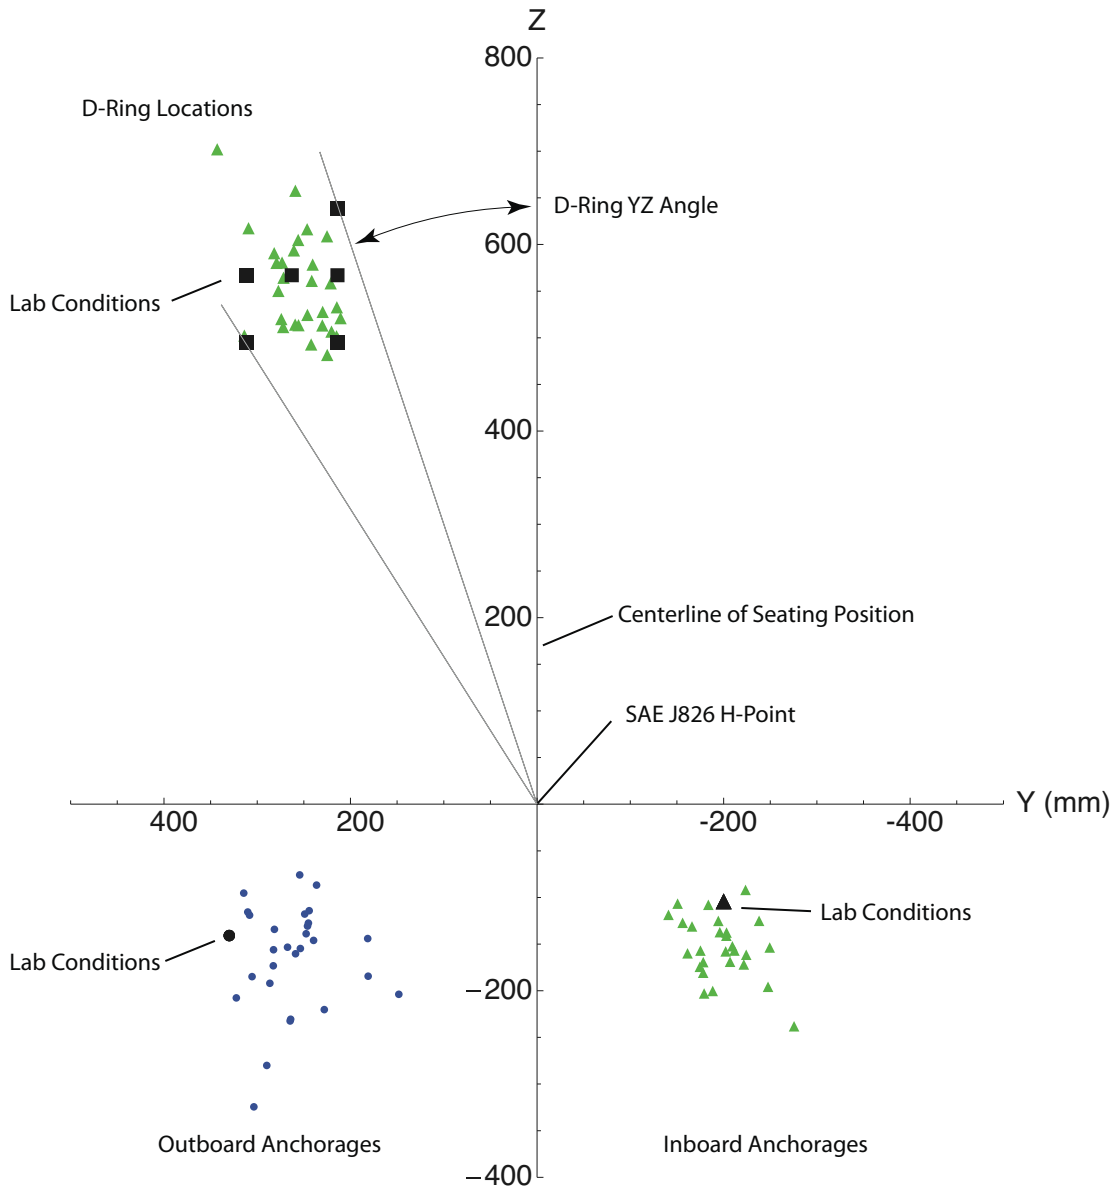 Z
800
D-Ring Locations
D-Ring YZ Angle
600
Lab Conditions
400
200
Centerline of Seating Position
SAE J826 H-Point
Y (mm)
400 200 -200 -400
Lab Conditions
Lab Conditions
−200
Outboard Anchorages Inboard Anchorages
−400